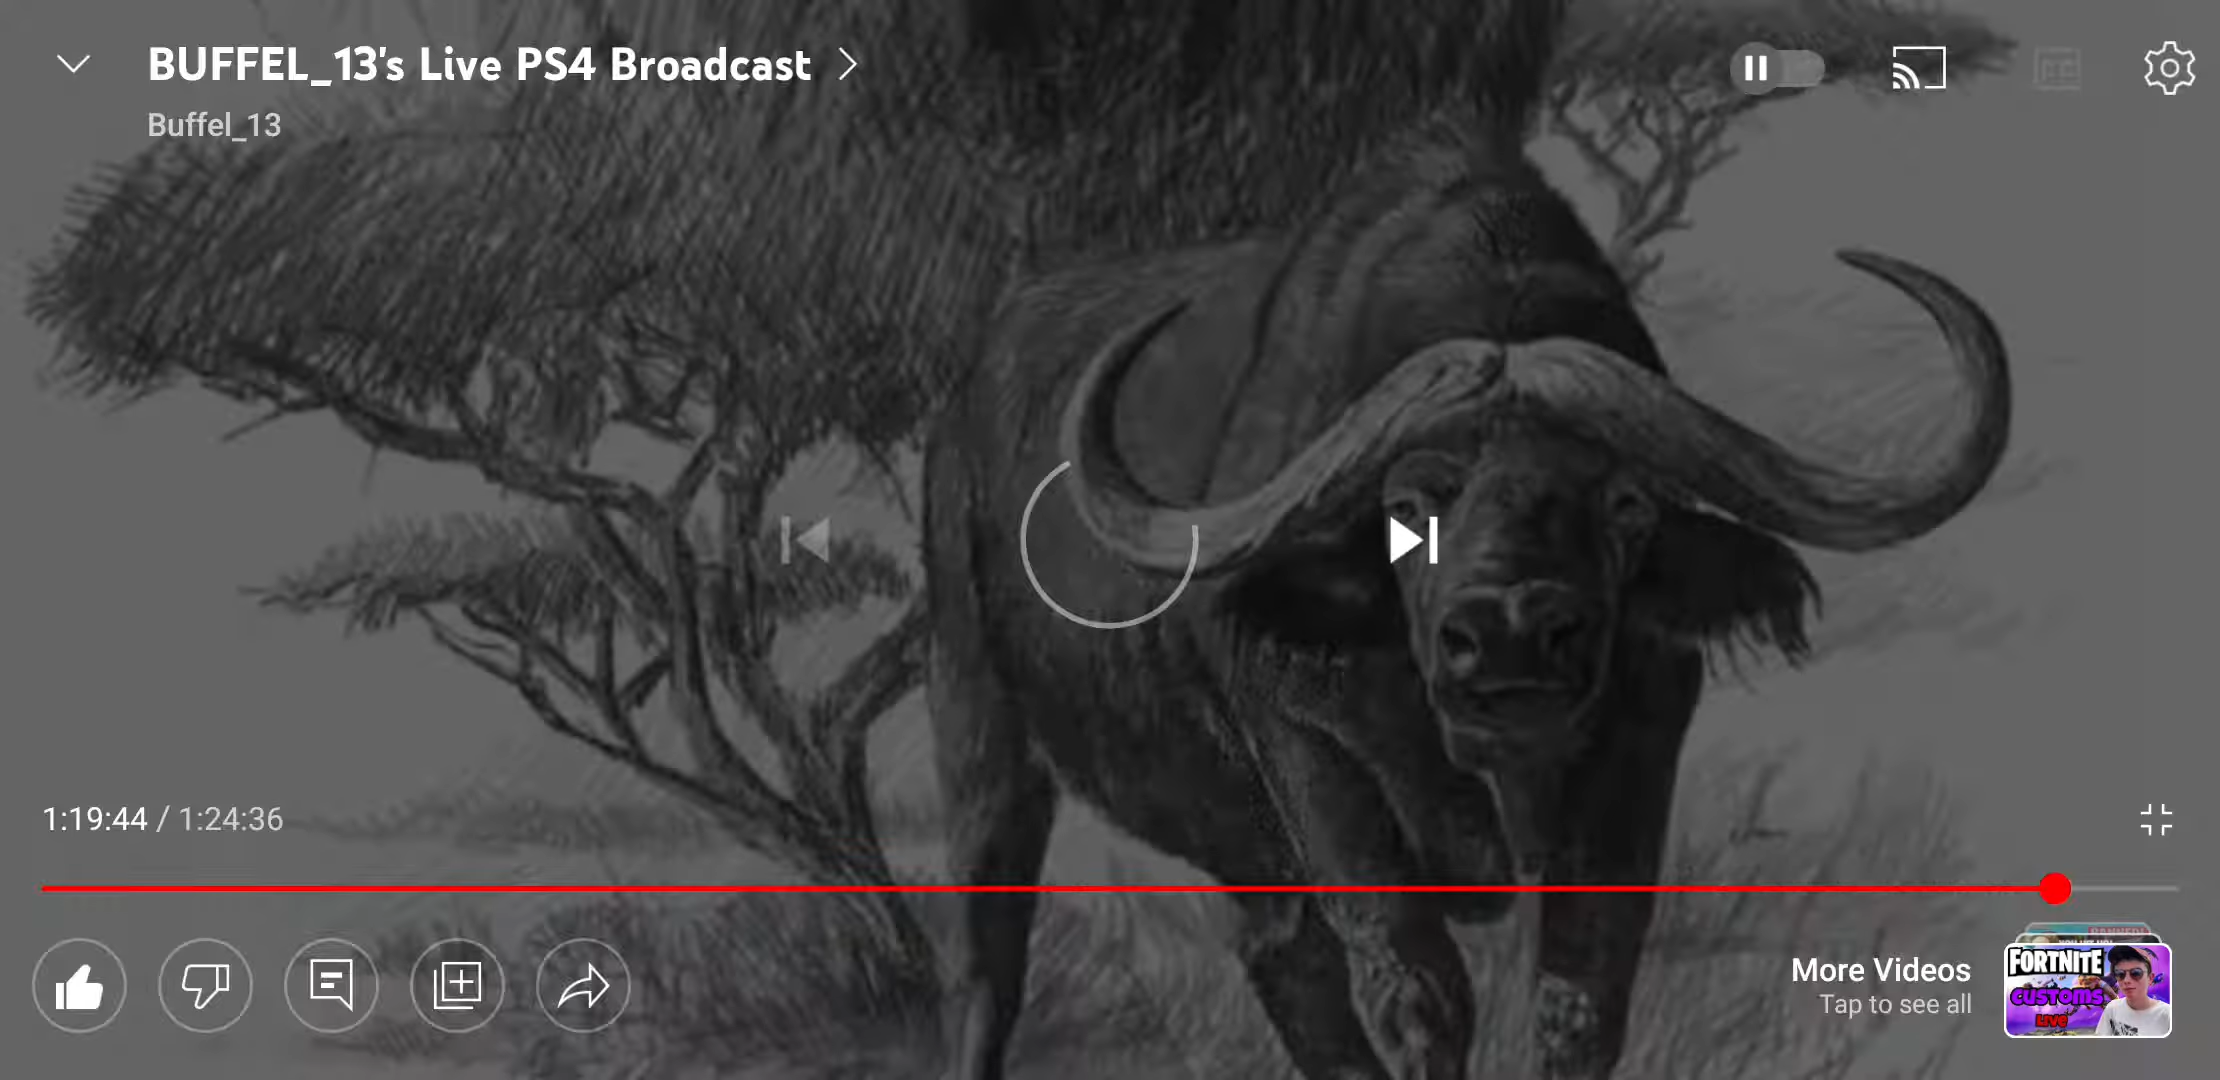 BUFFEL_13's Live PS4 Broadcast
Buffel_13
1:19:44 / 1:24:36
More Videos
Tap to see all
FORTNITE
CUSTOMS
LIVE